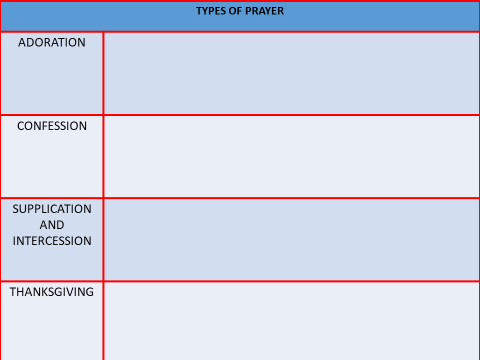 TYPES OF PRAYER
ADORATION
CONFESSION
SUPPLICATION
AND
INTERCESSION
THANKSGIVING